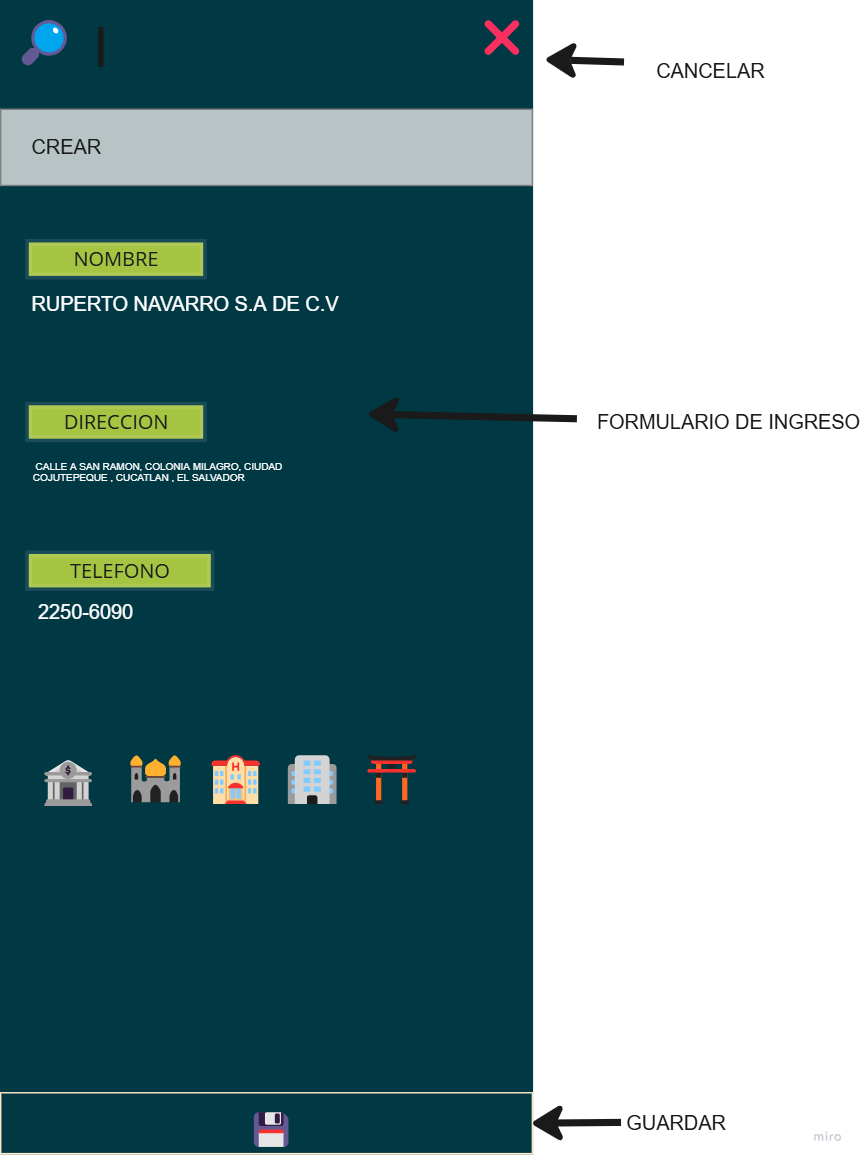 CANCELAR
CREAR
NOMBRE
RUPERTO NAVARRO S.A DE C.V
DIRECCION
FORMULARIO DE INGRESO
CALLE A SAN RAMON, COLONIA MILAGRO, CIUDAD
COJUTEPEQUE , CUCATLAN , EL SALVADOR
TELEFONO
2250-6090
$
H
GUARDAR
miro